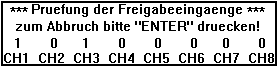 *** Pruefung der Freigabeeingaenge ***
zum Abbruch bitte "ENTER" druecken!
1 0 1 0 0 0 0 0
CH1 CH2 CH3 CH4 CH5 CH6 CH7 CH8